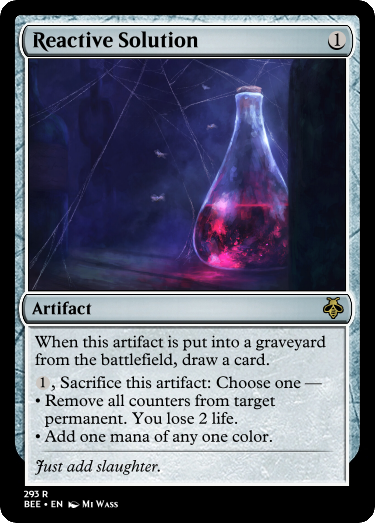 Reactive Solution 1
Artifact
When this artifact is put into a graveyard
from the battlefield, draw a card.
1, Sacrifice this artifact: Choose one —
• Remove all counters from target
permanent. You lose 2 life.
• Add one mana of any one color.
Just add slaughter.
293 R
BEE • EN Mi Wass